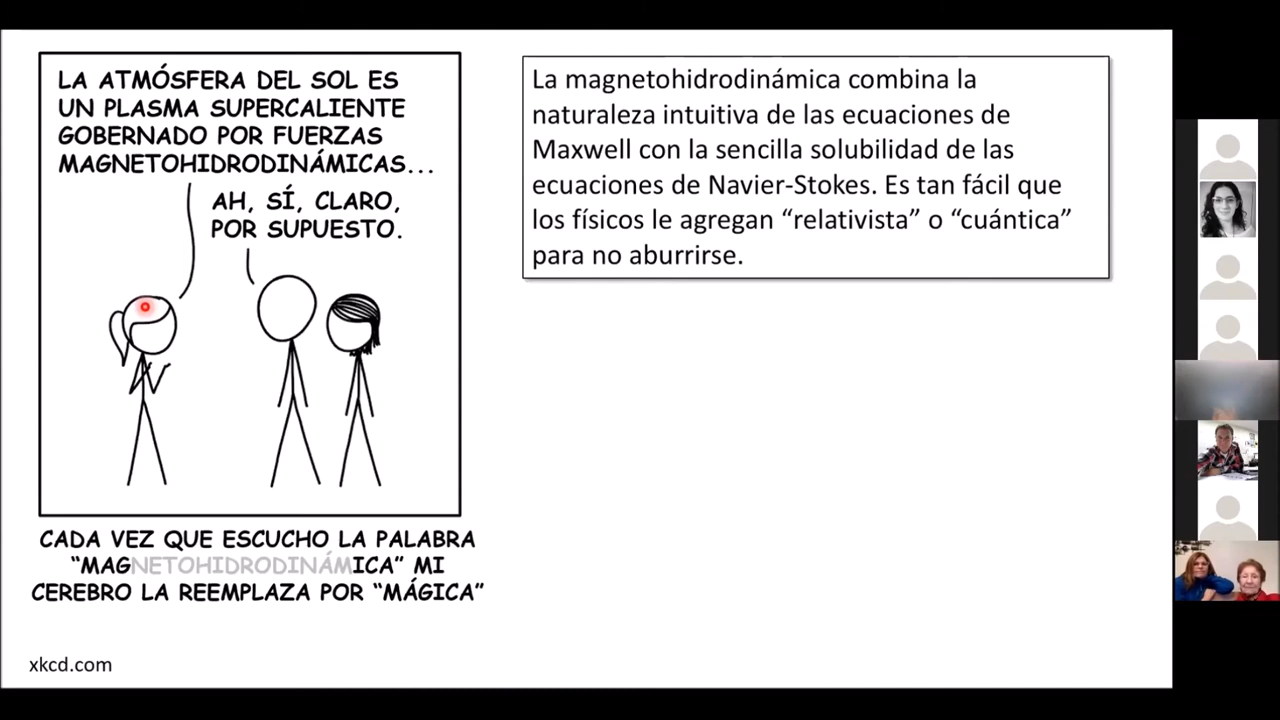 LA ATMÓSFERA DEL SOL ES
UN PLASMA SUPERCALIENTE
GOBERNADO POR FUERZAS
MAGNETOHIDRODINÁMICAS...
AH, SÍ, CLARO,
POR SUPUESTO.
CADA VEZ QUE ESCUCHO LA PALABRA
“MAGNETOHIDRODINÁMICA” MI
CEREBRO LA REEMPLAZA POR “MÁGICA”
xkcd.com
La magnetohidrodinámica combina la
naturaleza intuitiva de las ecuaciones de
Maxwell con la sencilla solubilidad de las
ecuaciones de Navier-Stokes. Es tan fácil que
los físicos le agregan “relativista” o “cuántica”
para no aburrirse.